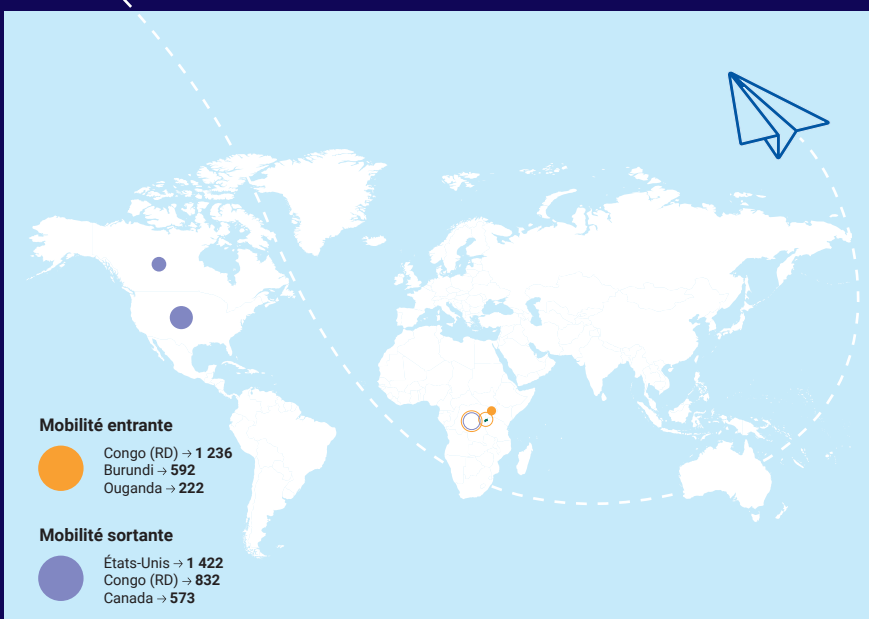 Mobilité entrante
Congo (RD) → 1 236
Burundi → 592
Ouganda → 222
Mobilité sortante
États-Unis → 1 422
Congo (RD) → 832
Canada → 573